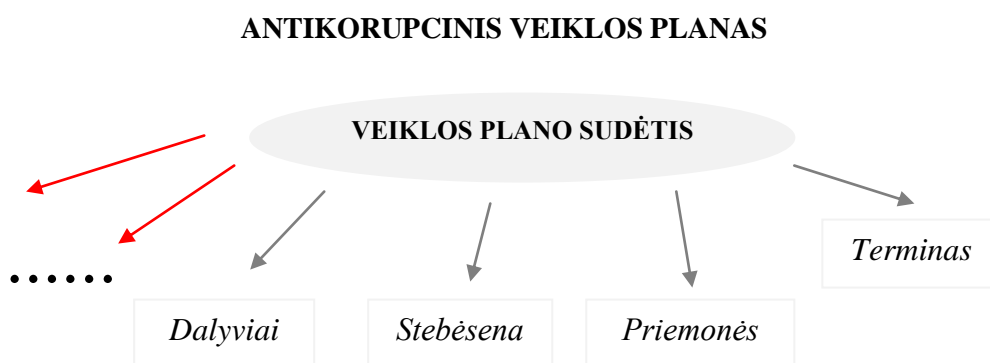 ANTIKORUPCINIS VEIKLOS PLANAS
VEIKLOS PLANO SUDĖTIS
Terminas
......
Dalyviai
Stebėsena
Priemonės